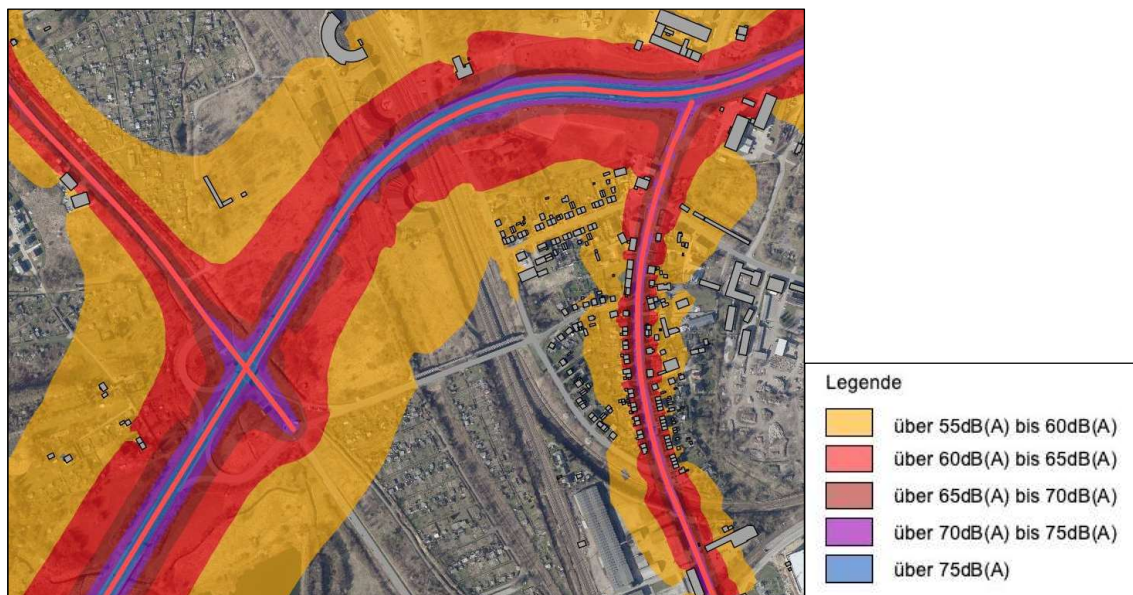 Legende
über 55dB(A) bis 60dB(A)
über 60dB(A) bis 65dB(A)
über 65dB(A) bis 70dB(A)
über 70dB(A) bis 75dB(A)
über 75dB(A)